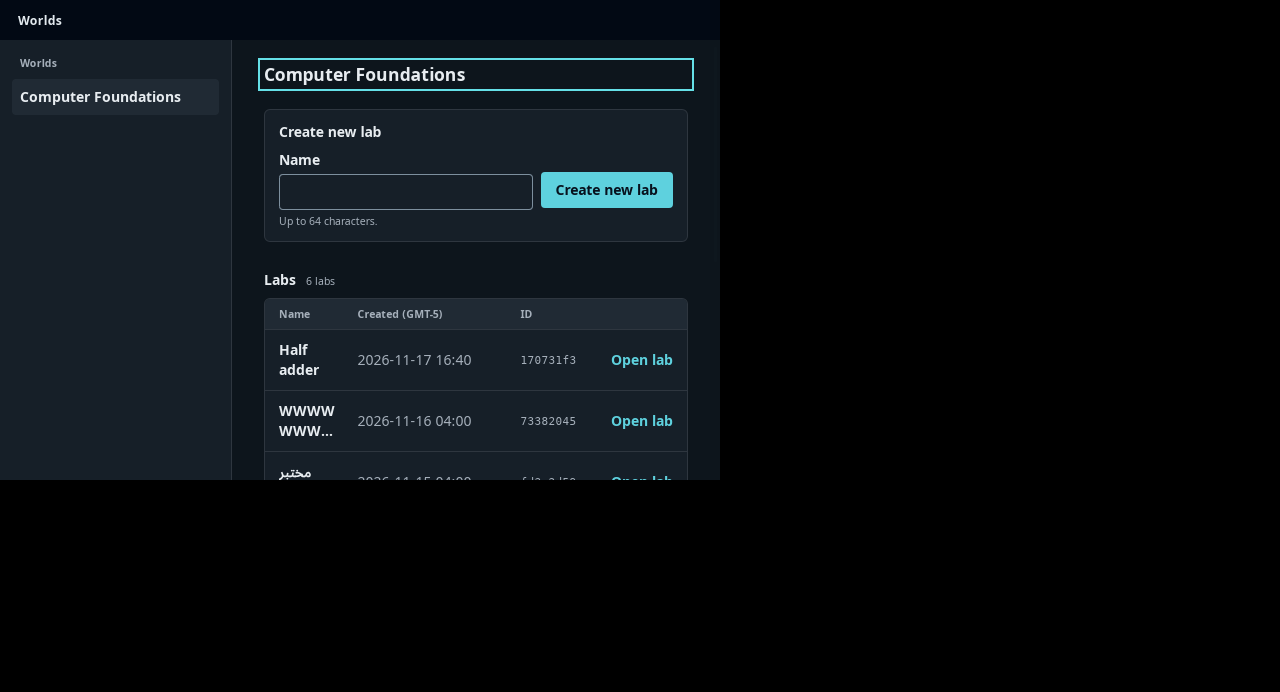 Worlds
Worlds
Computer Foundations
Computer Foundations
Create new lab
Name
Create new lab
Up to 64 characters.
Labs 6 labs
Name Created (GMT-5) ID
Half adder 2026-11-17 16:40 170731f3 Open lab
WWWW WWW... 2026-11-16 04:00 73382045 Open lab
مختبر